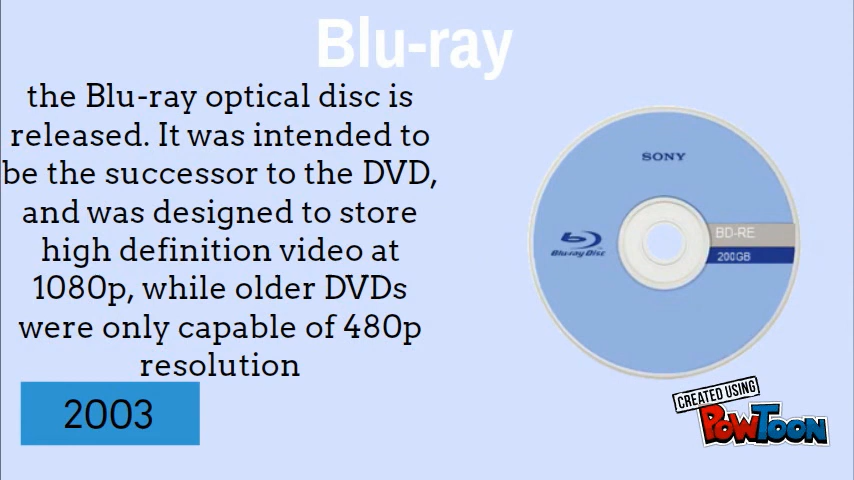 Blu-ray
the Blu-ray optical disc is
released. It was intended to
be the successor to the DVD,
and was designed to store
high definition video at
1080p, while older DVDs
were only capable of 480p
resolution
2003
SONY
Blu-ray Disc
BD-RE
200GB
CREATED USING
POWTOON